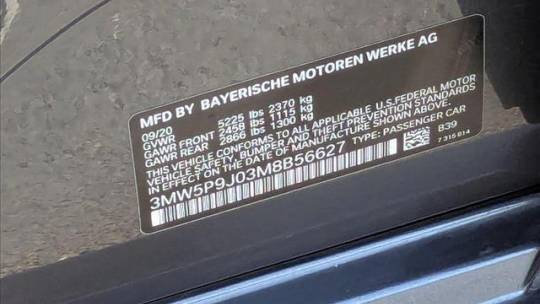 MFD BY BAYERISCHE MOTOREN WERKE AG
09/20
GVWR 5225 lbs 2370 kg
GAWR FRONT 2458 lbs 1115 kg
GAWR REAR 2866 lbs 1300 kg
THIS VEHICLE CONFORMS TO ALL APPLICABLE U.S.FEDERAL MOTOR
VEHICLE SAFETY, BUMPER, AND THEFT PREVENTION STANDARDS
IN EFFECT ON THE DATE OF MANUFACTURE SHOWN ABOVE.
3MW5P9J03M8B56627 TYPE: PASSENGER CAR
B39
7 315 814